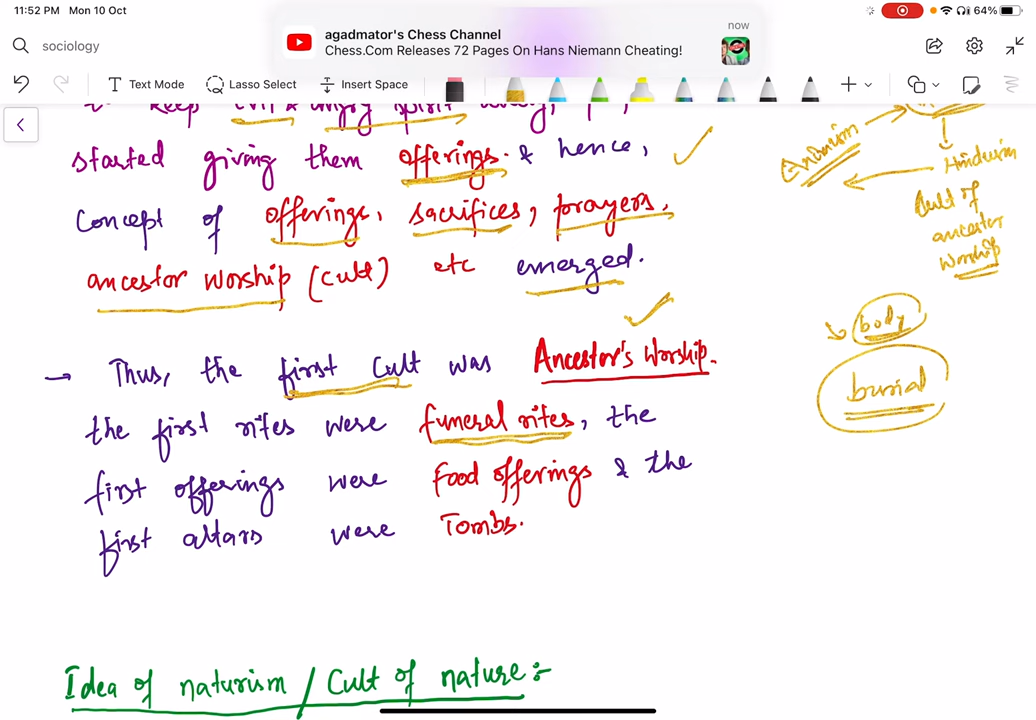 11:52 PM Mon 10 Oct
64%
agadmator's Chess Channel
now
Chess.Com Releases 72 Pages On Hans Niemann Cheating!
sociology
Text Mode
Lasso Select
Insert Space
started giving them offerings. & hence,
Concept of offerings, sacrifices, prayers,
ancestor worship (cult) etc emerged.
→ Thus, the first Cult was Ancestor's Worship.
the first rites were funeral rites, the
first offerings were Food offerings & the
first altars were Tombs.
Idea of naturism / Cult of nature :-
Animism
Hinduism
Cult of
ancestor
worship
body
burial